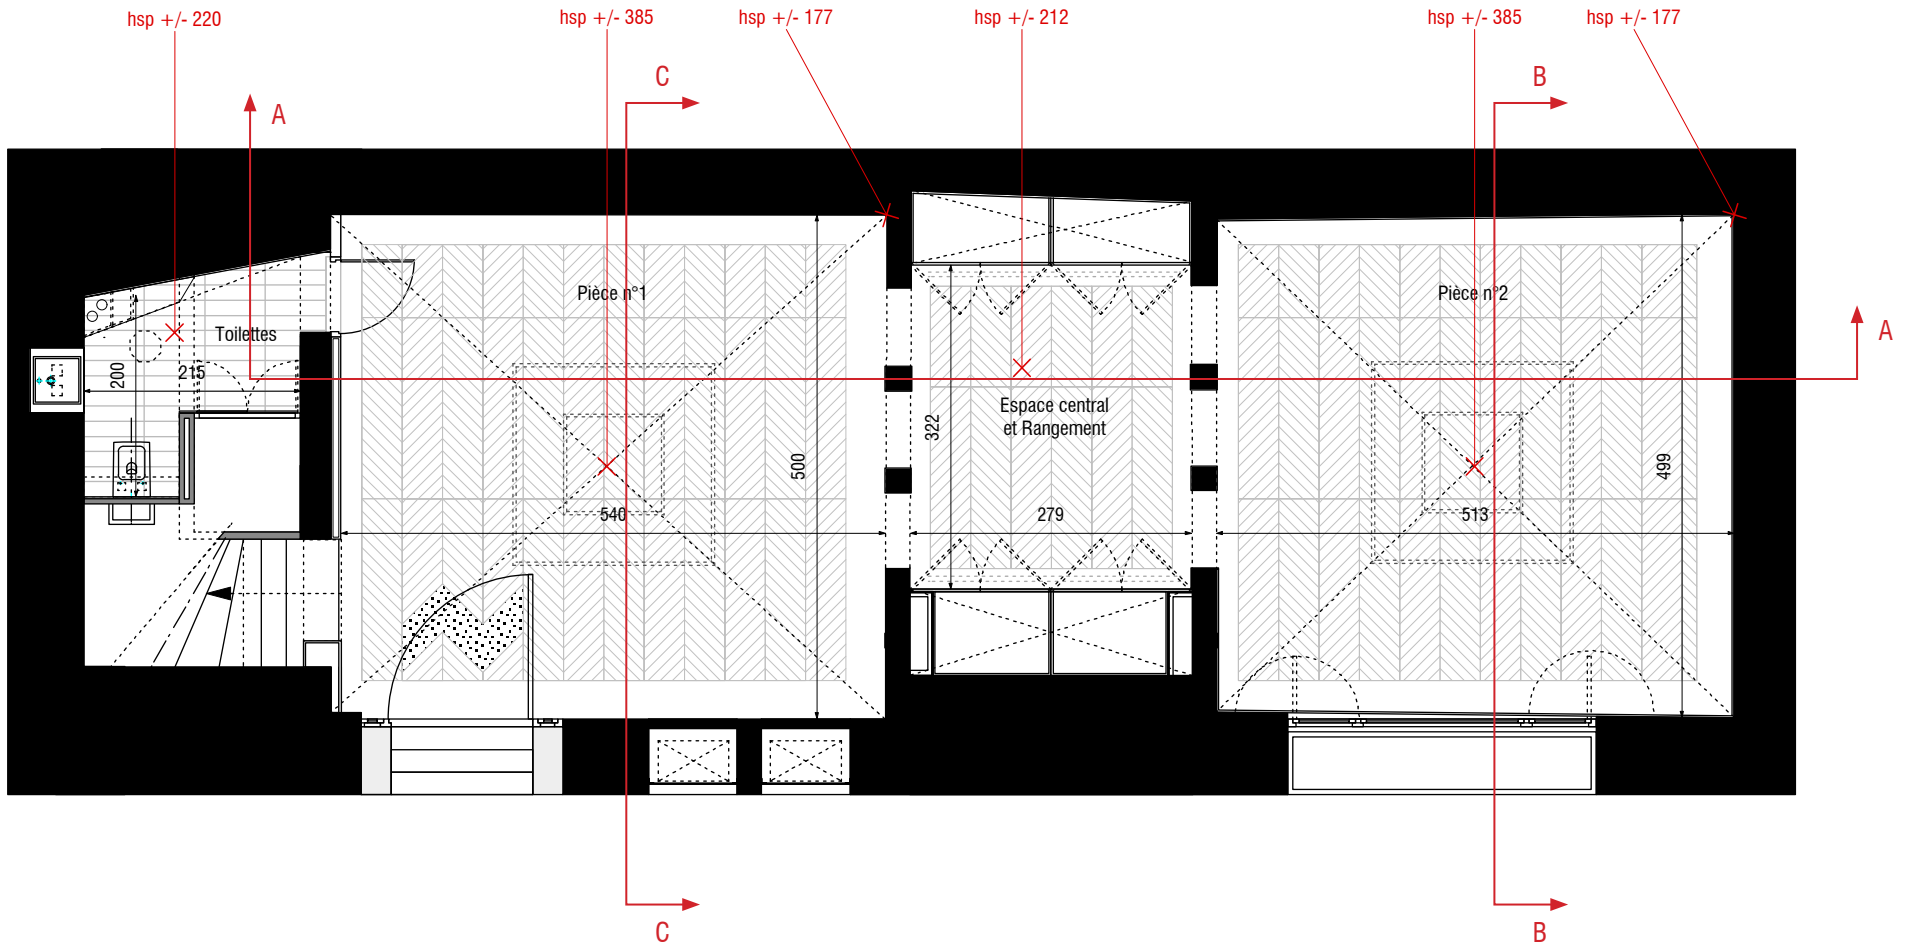 hsp +/- 220
hsp +/- 385
hsp +/- 177
hsp +/- 212
hsp +/- 385
hsp +/- 177
C
B
A
Pièce n°1
Pièce n°2
Toilettes
A
215
200
Espace central
et Rangement
322
500
499
540
279
513
C
B